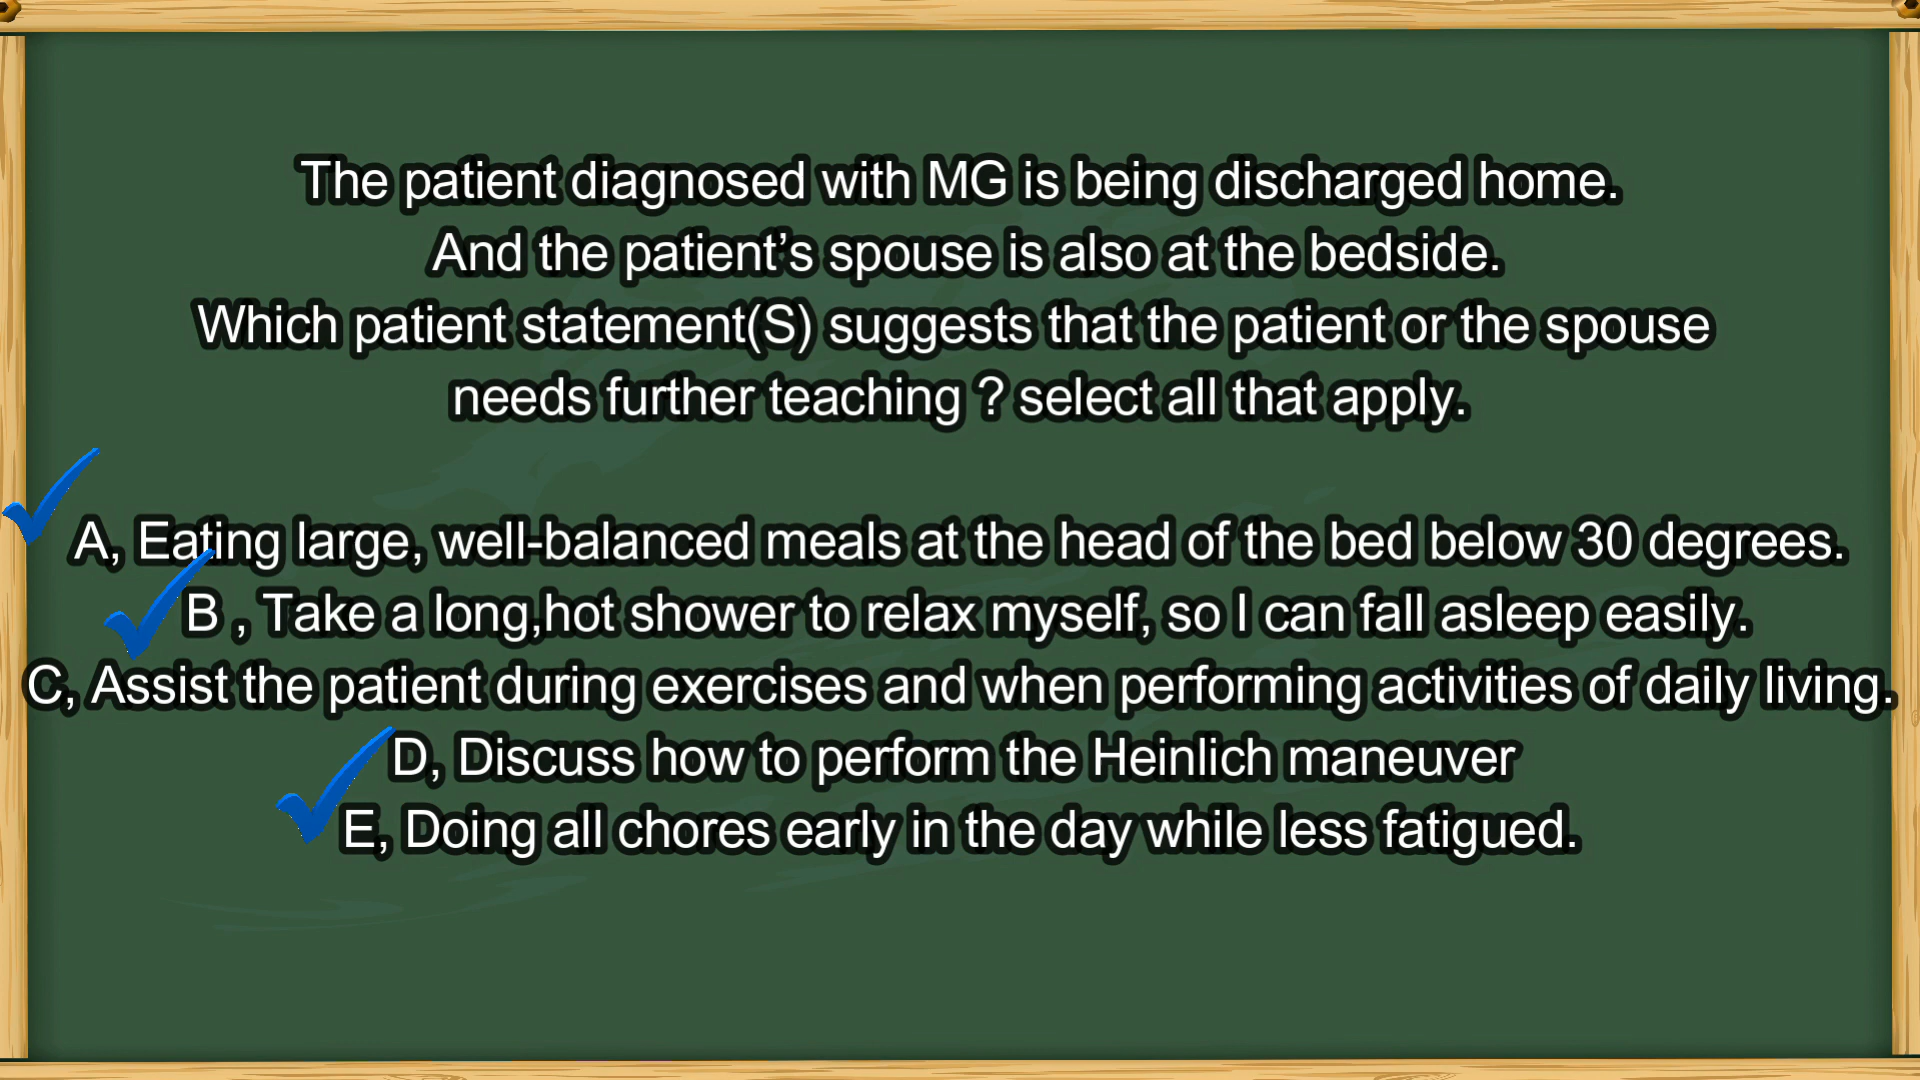 The patient diagnosed with MG is being discharged home.
And the patient’s spouse is also at the bedside.
Which patient statement(S) suggests that the patient or the spouse
needs further teaching ? select all that apply.
A, Eating large, well-balanced meals at the head of the bed below 30 degrees.
B , Take a long,hot shower to relax myself, so I can fall asleep easily.
C, Assist the patient during exercises and when performing activities of daily living.
D, Discuss how to perform the Heinlich maneuver
E, Doing all chores early in the day while less fatigued.